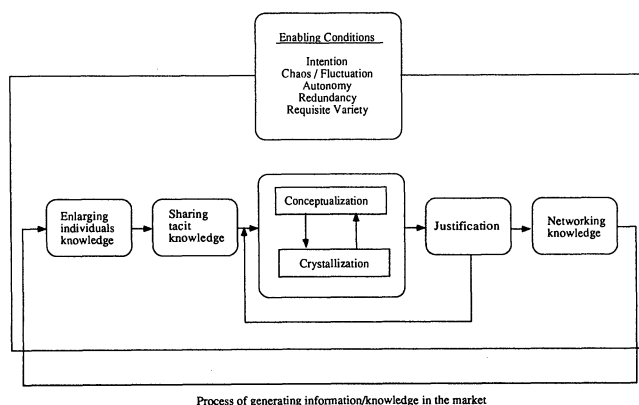 Enabling Conditions
Intention
Chaos / Fluctuation
Autonomy
Redundancy
Requisite Variety
Enlarging
individuals
knowledge
Sharing
tacit
knowledge
Conceptualization
Crystallization
Justification
Networking
knowledge
Process of generating information/knowledge in the market